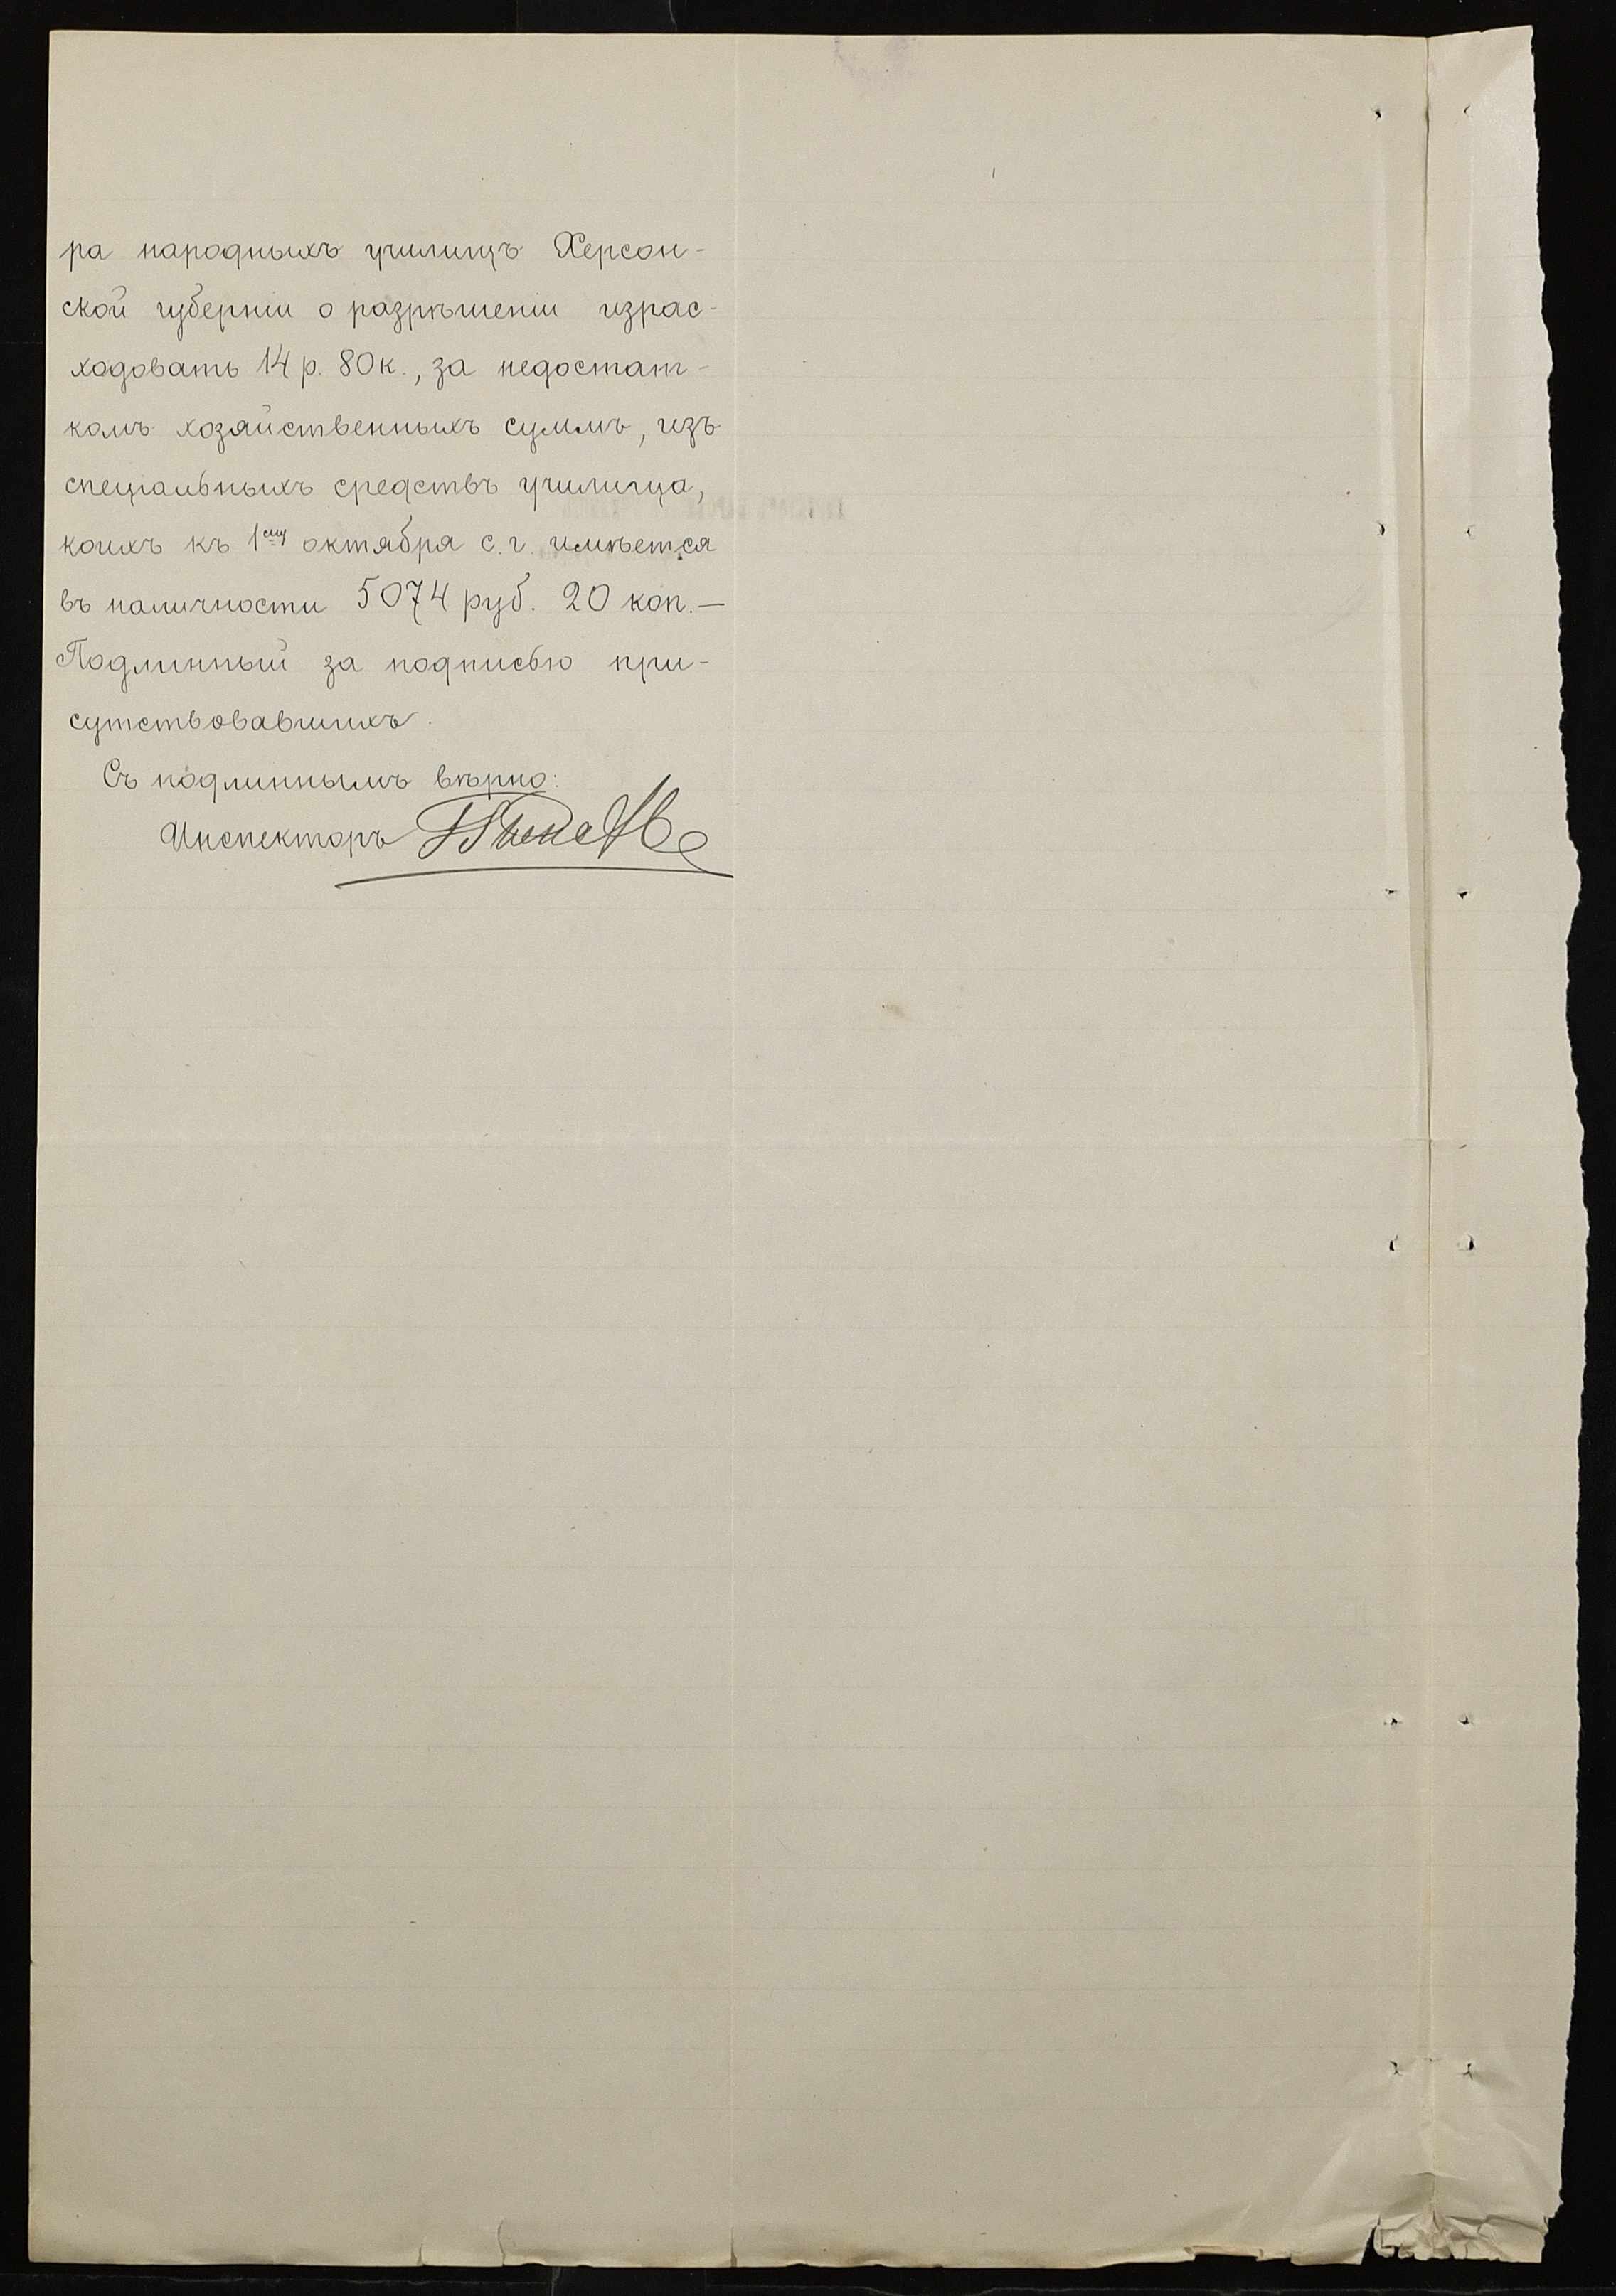 ра народныхъ училищъ Херсон-
ской губерніи о разрѣшеніи израс-
ходовать 14 р. 80 к., за недостат-
комъ хозяйственныхъ суммъ, изъ
спеціальныхъ средствъ училища,
коихъ къ 1ому октября с. г. имѣется
въ наличности 5074 руб. 20 коп.—
Подлинный за подписью при-
сутствовавшихъ.
Съ подлиннымъ вѣрно:
Инспекторъ